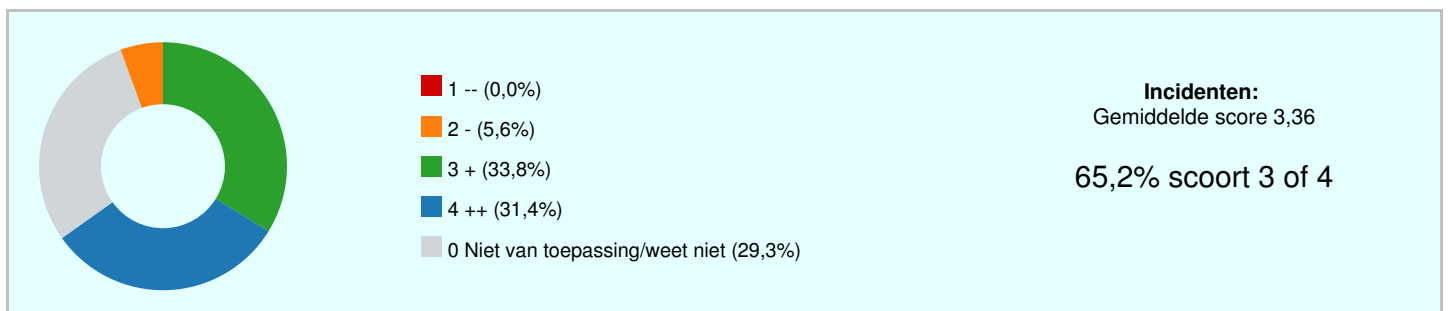 1 -- (0,0%)
2 - (5,6%)
3 + (33,8%)
4 ++ (31,4%)
0 Niet van toepassing/weet niet (29,3%)
Incidenten:
Gemiddelde score 3,36
65,2% scoort 3 of 4